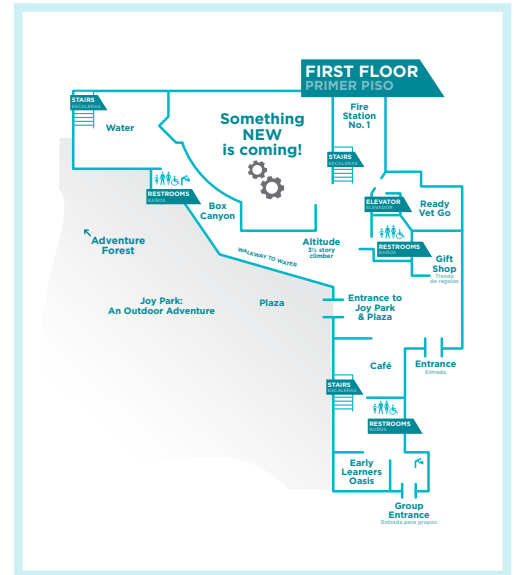 FIRST FLOOR
PRIMER PISO
STAIRS
ESCALERAS
Water
Something
NEW
is coming!
Fire
Station
No. 1
STAIRS
ESCALERAS
RESTROOMS
BAÑOS
Box
Canyon
ELEVATOR
ELEVADOR
Ready
Vet Go
Adventure
Forest
WALKWAY TO WATER
Altitude
3½ story
climber
RESTROOMS
BAÑOS
Gift
Shop
Tienda
de regalos
Joy Park:
An Outdoor Adventure
Plaza
Entrance to
Joy Park
& Plaza
Café
Entrance
Entrada
STAIRS
ESCALERAS
RESTROOMS
BAÑOS
Early
Learners
Oasis
Group
Entrance
Entrada para grupos